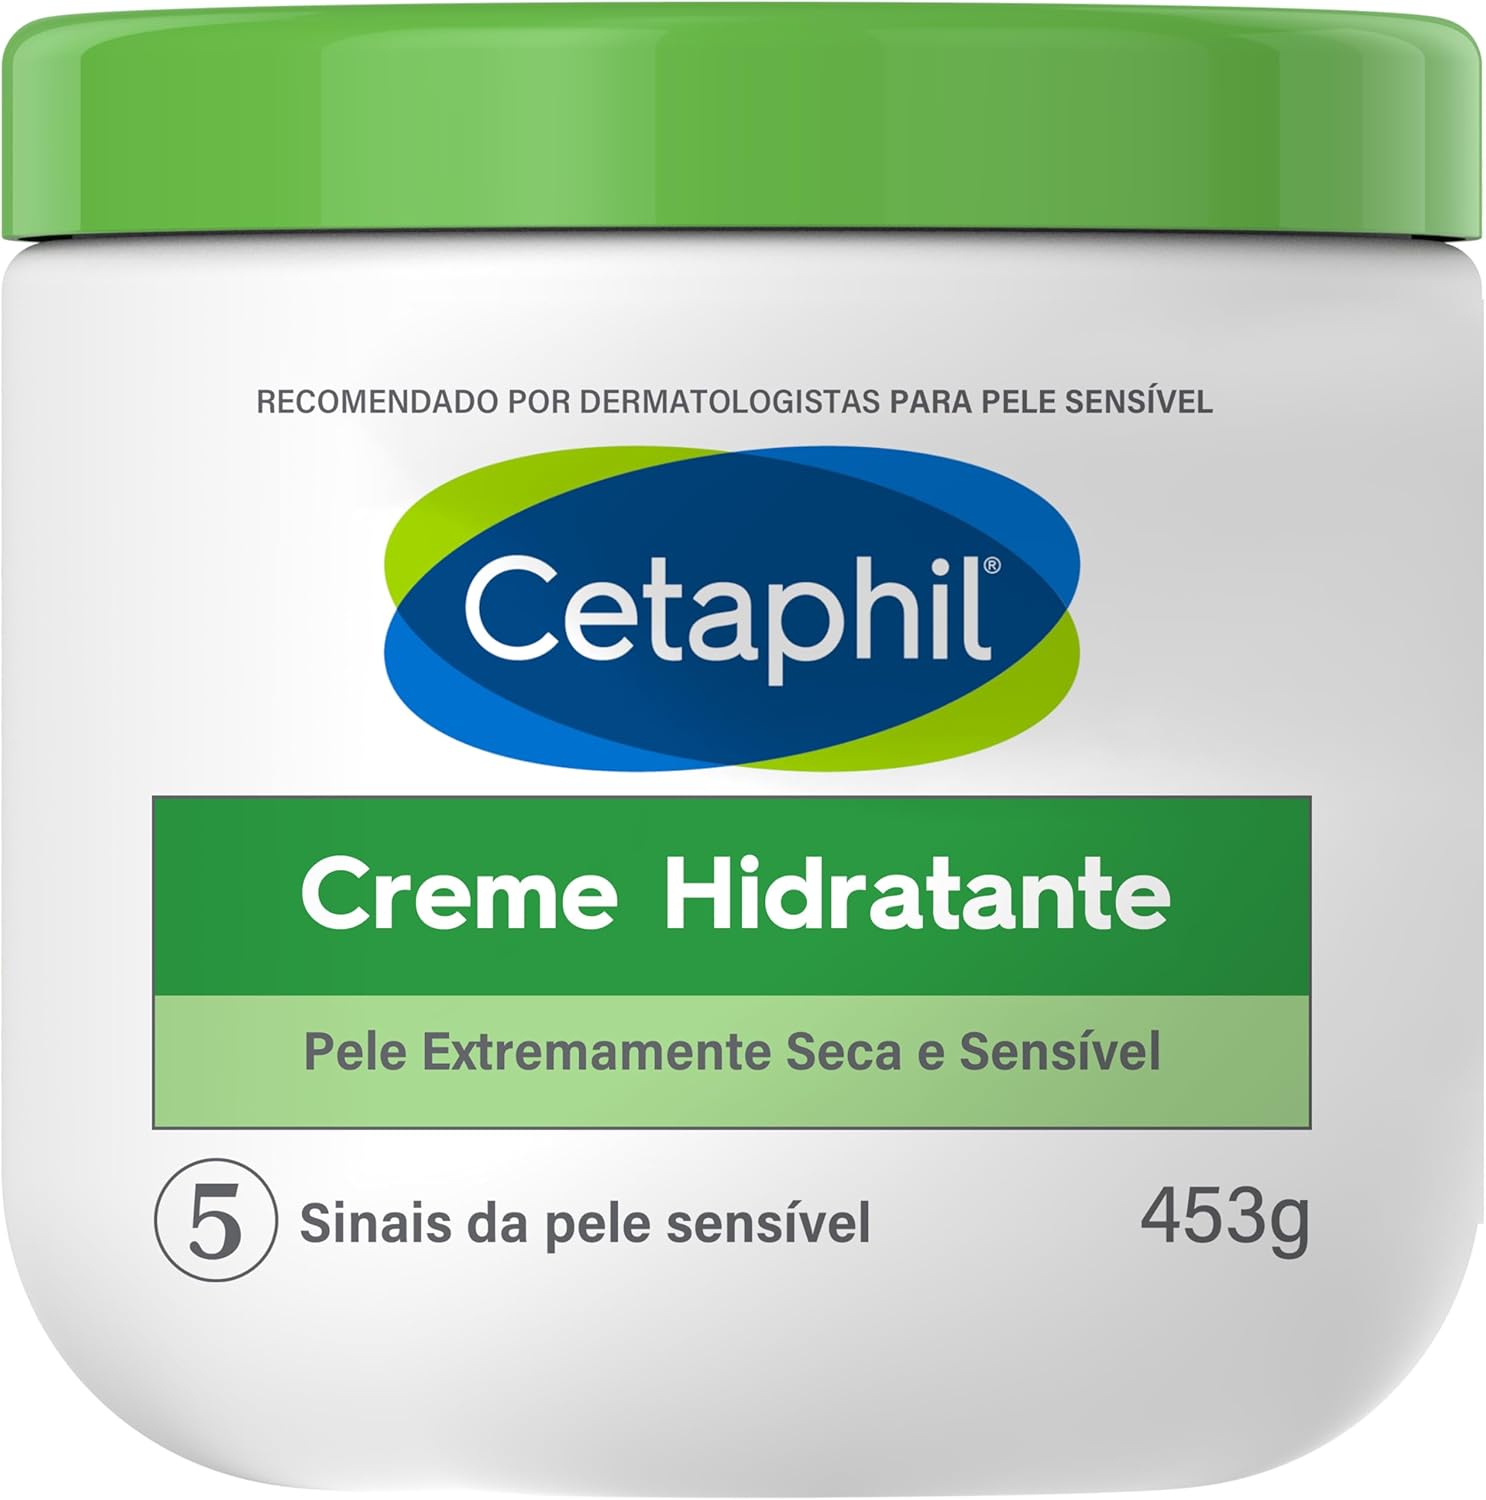 RECOMENDADO POR DERMATOLOGISTAS PARA PELE SENSÍVEL
Cetaphil®
Creme Hidratante
Pele Extremamente Seca e Sensível
5 Sinais da pele sensível
453g